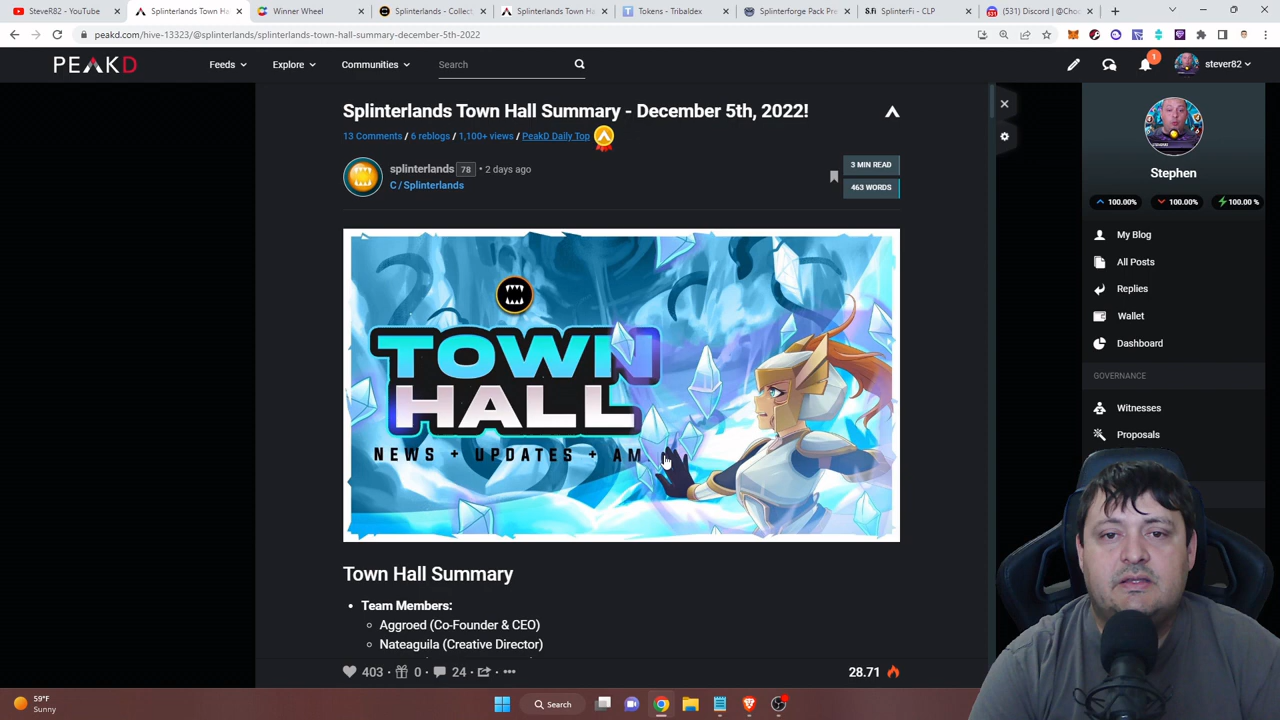 SteveR82 - YouTube
Splinterlands Town Ha
Winner Wheel
Splinterlands - Collect
Splinterlands Town Ha
Tokens - Tribaldex
Splinterforge Pack Pre
SplinterFi - CLP
(531) Discord | @Choc
peakd.com/hive-13323/@splinterlands/splinterlands-town-hall-summary-december-5th-2022
PEAKD
Feeds
Explore
Communities
Search
1
stever82
Splinterlands Town Hall Summary - December 5th, 2022!
13 Comments / 6 reblogs / 1,100+ views / PeakD Daily Top
splinterlands 78 • 2 days ago
C / Splinterlands
3 MIN READ
463 WORDS
TOWN
HALL
NEWS + UPDATES + AM
Town Hall Summary
Team Members:
Aggroed (Co-Founder & CEO)
Nateaguila (Creative Director)
403
0
24
28.71
Stephen
100.00%
100.00%
100.00 %
My Blog
All Posts
Replies
Wallet
Dashboard
GOVERNANCE
Witnesses
Proposals
59°F
Sunny
Search